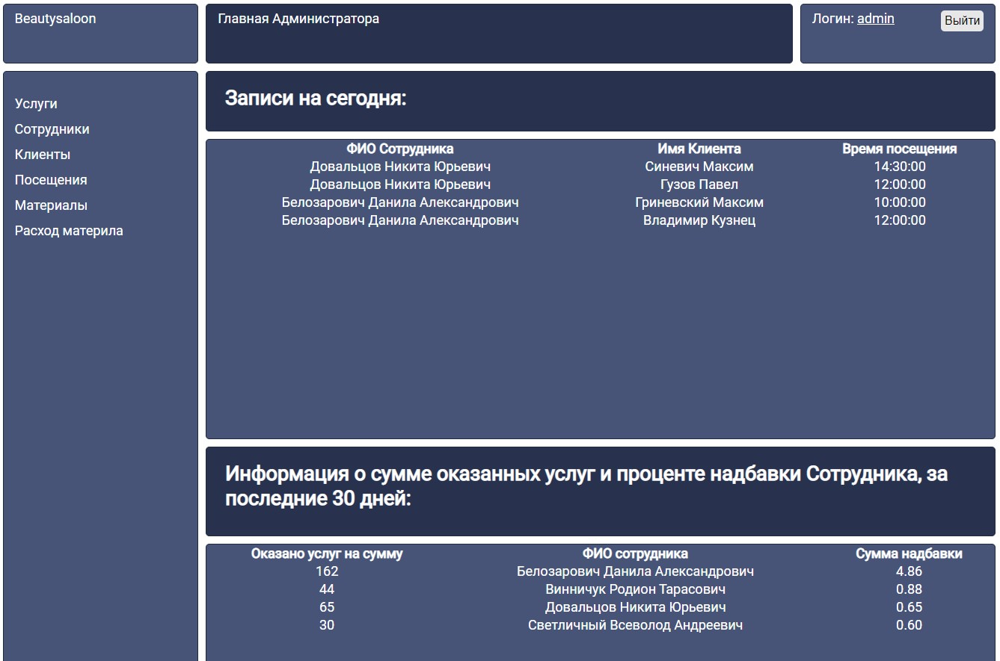 Beautysaloon
Главная Администратора
Логин: admin
Выйти
Услуги
Сотрудники
Клиенты
Посещения
Материалы
Расход материла
Записи на сегодня:
ФИО Сотрудника Имя Клиента Время посещения
Довальцов Никита Юрьевич Синевич Максим 14:30:00
Довальцов Никита Юрьевич Гузов Павел 12:00:00
Белозарович Данила Александрович Гриневский Максим 10:00:00
Белозарович Данила Александрович Владимир Кузнец 12:00:00
Информация о сумме оказанных услуг и проценте надбавки Сотрудника, за
последние 30 дней:
Оказано услуг на сумму ФИО сотрудника Сумма надбавки
162 Белозарович Данила Александрович 4.86
44 Винничук Родион Тарасович 0.88
65 Довальцов Никита Юрьевич 0.65
30 Светличный Всеволод Андреевич 0.60